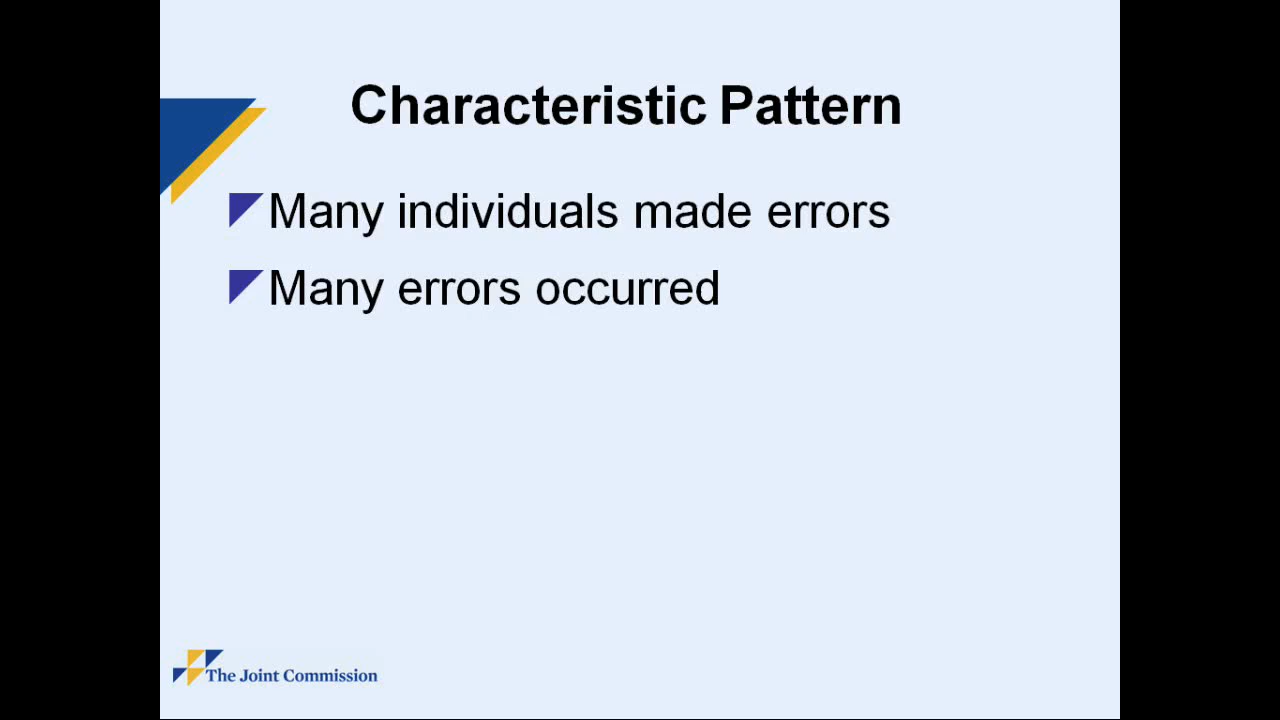 Characteristic Pattern
Many individuals made errors
Many errors occurred
The Joint Commission